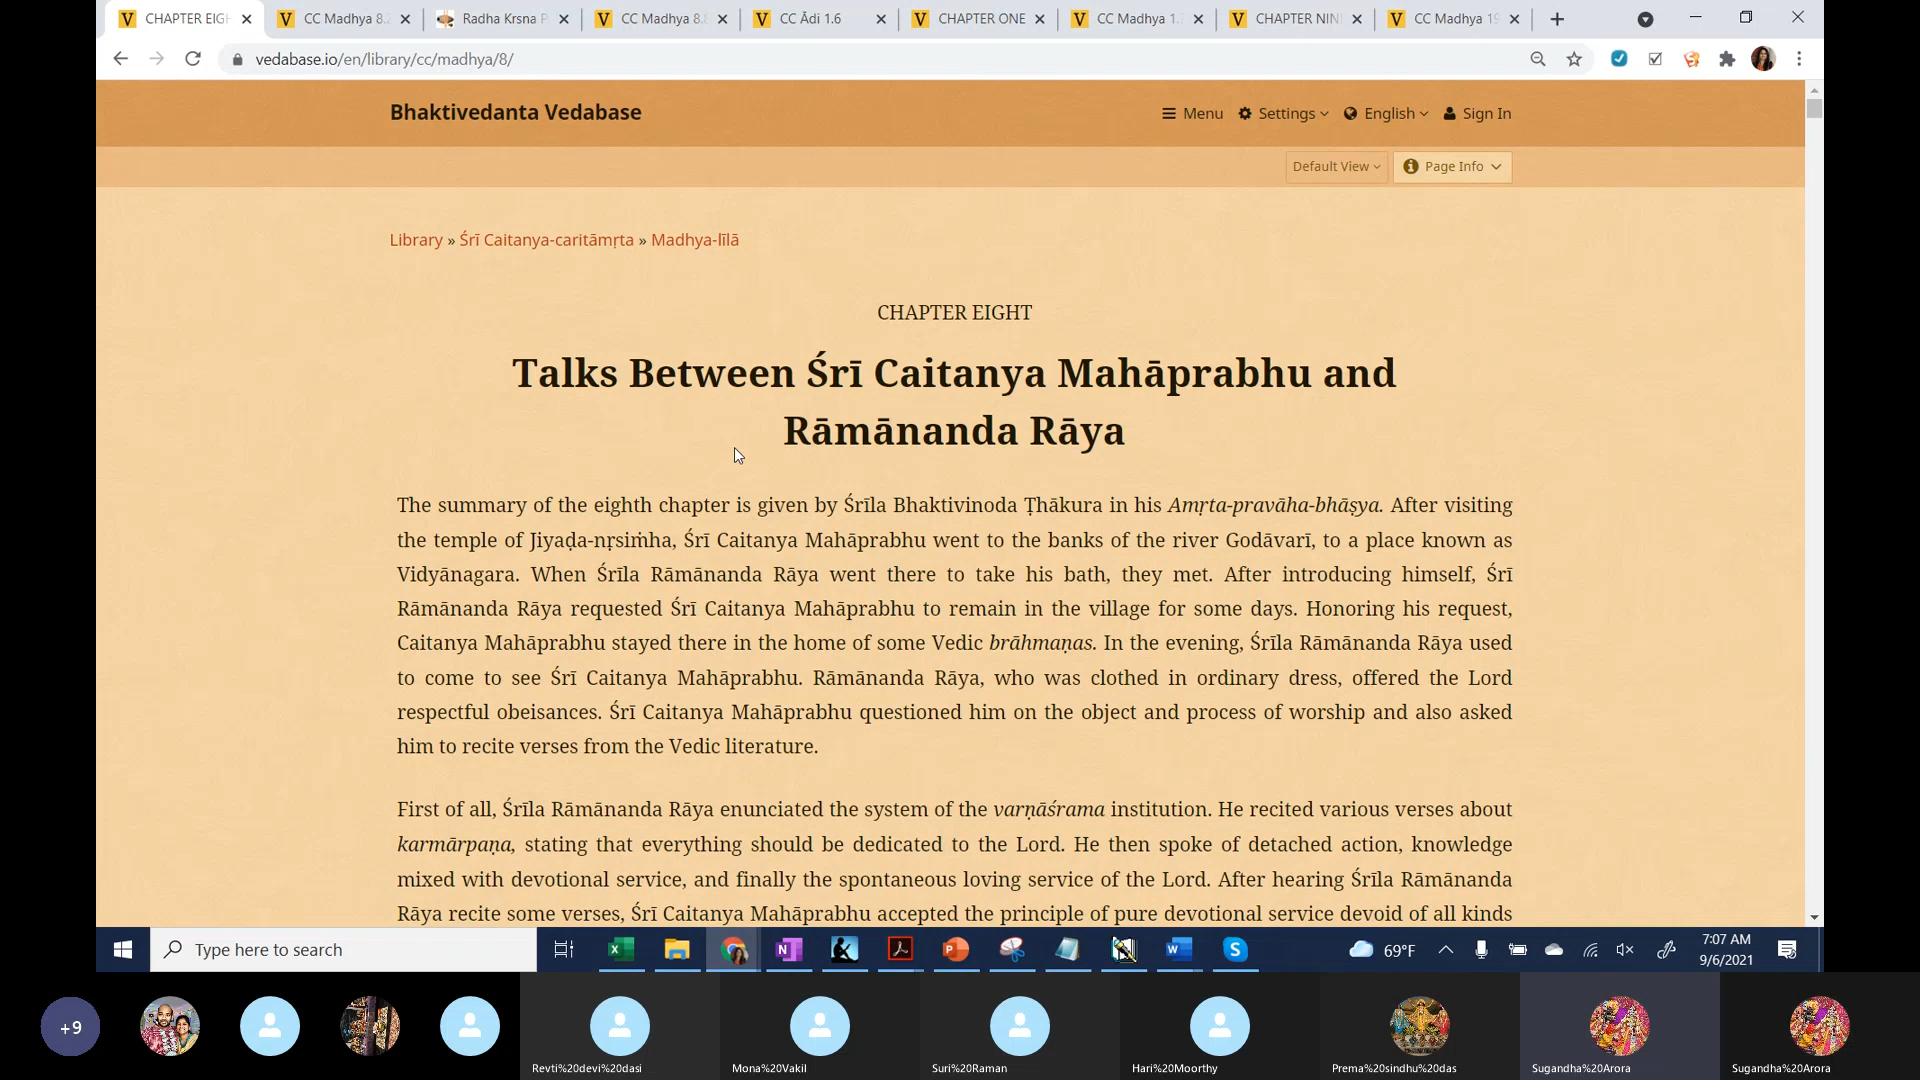 CHAPTER EIGH
CC Madhya 8.2
Radha Krsna P
CC Madhya 8.
CC Ādi 1.6
CHAPTER ONE
CC Madhya 1.
CHAPTER NIN
CC Madhya 19
vedabase.io/en/library/cc/madhya/8/
Bhaktivedanta Vedabase
Menu
Settings
English
Sign In
Default View
Page Info
Library » Śrī Caitanya-caritāmṛta » Madhya-līlā
CHAPTER EIGHT
Talks Between Śrī Caitanya Mahāprabhu and
Rāmānanda Rāya
The summary of the eighth chapter is given by Śrīla Bhaktivinoda Ṭhākura in his Amṛta-pravāha-bhāṣya. After visiting
the temple of Jiyaḍa-nṛsiṁha, Śrī Caitanya Mahāprabhu went to the banks of the river Godāvarī, to a place known as
Vidyānagara. When Śrīla Rāmānanda Rāya went there to take his bath, they met. After introducing himself, Śrī
Rāmānanda Rāya requested Śrī Caitanya Mahāprabhu to remain in the village for some days. Honoring his request,
Caitanya Mahāprabhu stayed there in the home of some Vedic brāhmaṇas. In the evening, Śrīla Rāmānanda Rāya used
to come to see Śrī Caitanya Mahāprabhu. Rāmānanda Rāya, who was clothed in ordinary dress, offered the Lord
respectful obeisances. Śrī Caitanya Mahāprabhu questioned him on the object and process of worship and also asked
him to recite verses from the Vedic literature.
First of all, Śrīla Rāmānanda Rāya enunciated the system of the varṇāśrama institution. He recited various verses about
karmārpaṇa, stating that everything should be dedicated to the Lord. He then spoke of detached action, knowledge
mixed with devotional service, and finally the spontaneous loving service of the Lord. After hearing Śrīla Rāmānanda
Rāya recite some verses, Śrī Caitanya Mahāprabhu accepted the principle of pure devotional service devoid of all kinds
Type here to search
69°F
7:07 AM
9/6/2021
+9
Revti%20devi%20dasi
Mona%20Vakil
Suri%20Raman
Hari%20Moorthy
Prema%20sindhu%20das
Sugandha%20Arora
Sugandha%20Arora